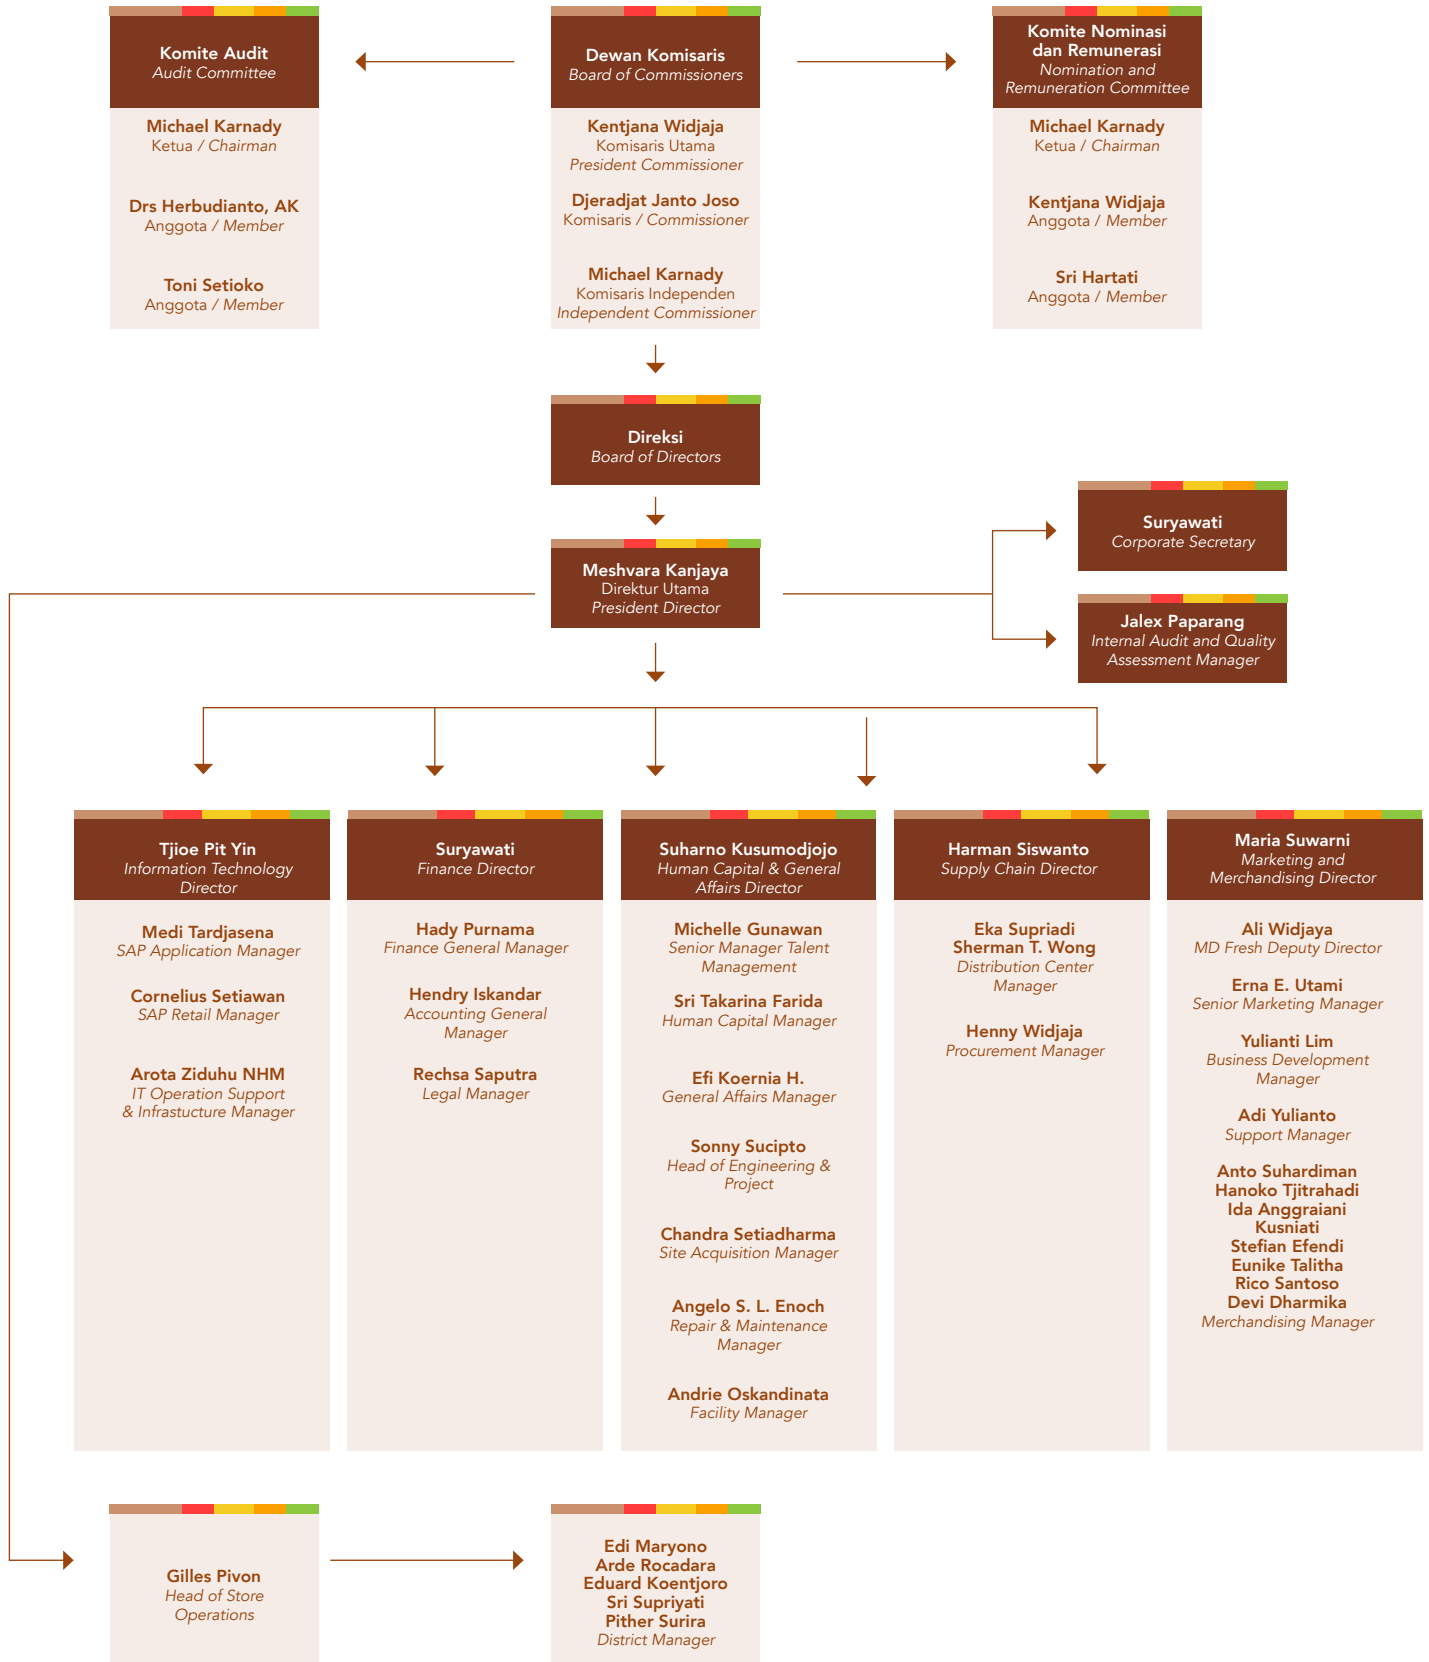 Komite Audit
Audit Committee
Michael Karnady
Ketua / Chairman
Drs Herbudianto, AK
Anggota / Member
Toni Setioko
Anggota / Member
Dewan Komisaris
Board of Commissioners
Kentjana Widjaja
Komisaris Utama
President Commissioner
Djeradjat Janto Joso
Komisaris / Commissioner
Michael Karnady
Komisaris Independen
Independent Commissioner
Komite Nominasi
dan Remunerasi
Nomination and
Remuneration Committee
Michael Karnady
Ketua / Chairman
Kentjana Widjaja
Anggota / Member
Sri Hartati
Anggota / Member
Direksi
Board of Directors
Meshvara Kanjaya
Direktur Utama
President Director
Suryawati
Corporate Secretary
Jalex Paparang
Internal Audit and Quality
Assessment Manager
Tjioe Pit Yin
Information Technology
Director
Medi Tardjasena
SAP Application Manager
Cornelius Setiawan
SAP Retail Manager
Arota Ziduhu NHM
IT Operation Support
& Infrastucture Manager
Suryawati
Finance Director
Hady Purnama
Finance General Manager
Hendry Iskandar
Accounting General
Manager
Rechsa Saputra
Legal Manager
Suharno Kusumodjojo
Human Capital & General
Affairs Director
Michelle Gunawan
Senior Manager Talent
Management
Sri Takarina Farida
Human Capital Manager
Efi Koernia H.
General Affairs Manager
Sonny Sucipto
Head of Engineering &
Project
Chandra Setiadharma
Site Acquisition Manager
Angelo S. L. Enoch
Repair & Maintenance
Manager
Andrie Oskandinata
Facility Manager
Harman Siswanto
Supply Chain Director
Eka Supriadi
Sherman T. Wong
Distribution Center
Manager
Henny Widjaja
Procurement Manager
Maria Suwarni
Marketing and
Merchandising Director
Ali Widjaya
MD Fresh Deputy Director
Erna E. Utami
Senior Marketing Manager
Yulianti Lim
Business Development
Manager
Adi Yulianto
Support Manager
Anto Suhardiman
Hanoko Tjitrahadi
Ida Anggraiani
Kusniati
Stefian Efendi
Eunike Talitha
Rico Santoso
Devi Dharmika
Merchandising Manager
Gilles Pivon
Head of Store
Operations
Edi Maryono
Arde Rocadara
Eduard Koentjoro
Sri Supriyati
Pither Surira
District Manager